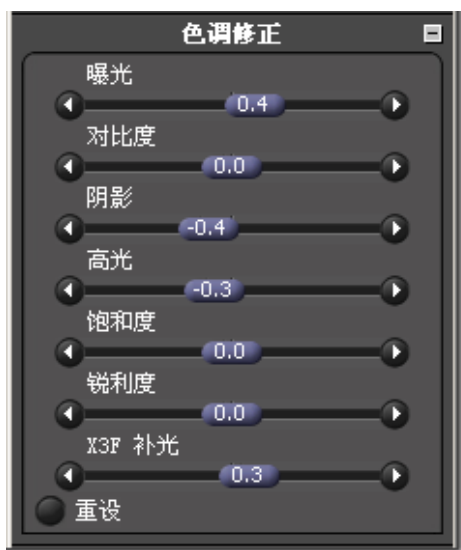 色调修正
曝光
0.4
对比度
0.0
阴影
-0.4
高光
-0.3
饱和度
0.0
锐利度
0.0
X3F 补光
0.3
重设